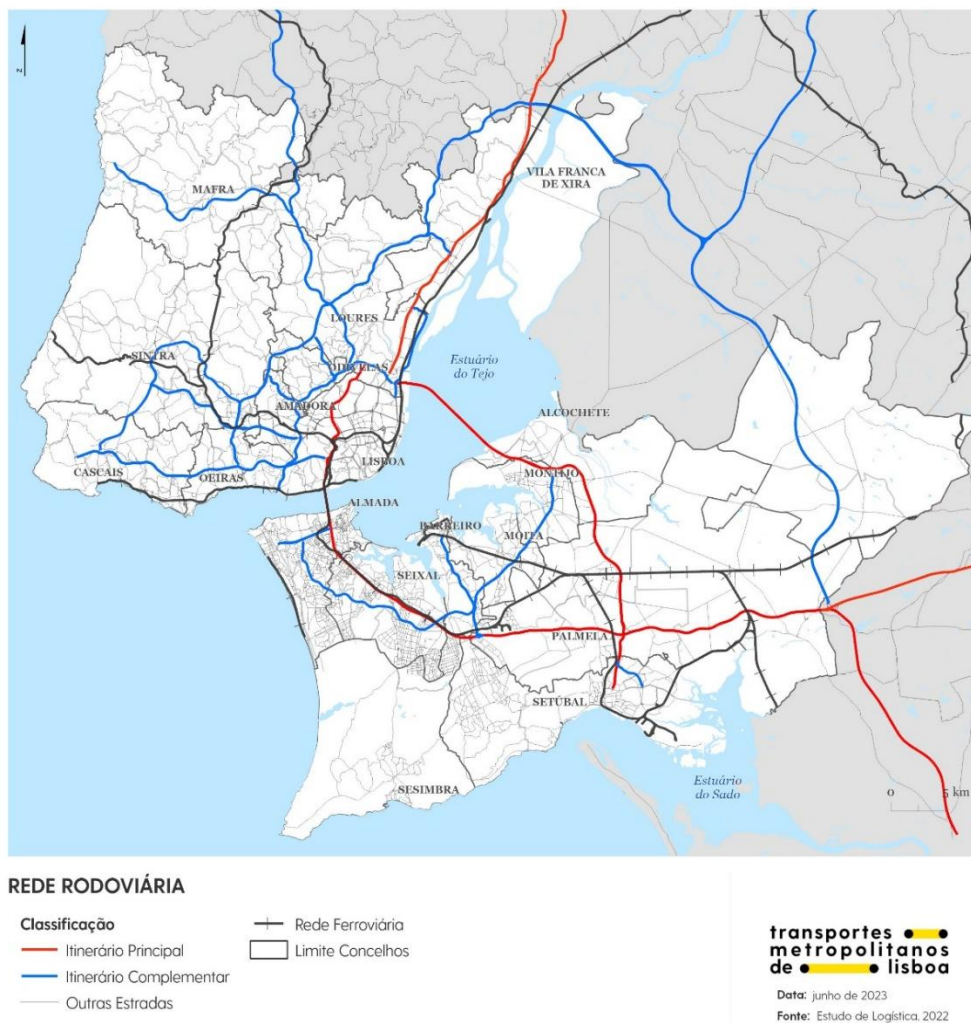 z
MAFRA
VILA FRANCA
DE XIRA
LOURES
Estuário
do Tejo
SINTRA
ODIVELAS
AMADORA
ALCOCHETE
LISBOA
CASCAIS
OEIRAS
MONTIJO
ALMADA
BARREIRO
MOITA
SEIXAL
PALMELA
SETÚBAL
Estuário
do Sado
SESIMBRA
0 5 km
REDE RODOVIÁRIA
Classificação
Itinerário Principal
Itinerário Complementar
Outras Estradas
Rede Ferroviária
Limite Concelhos
transportes
metropolitanos
de lisboa
Data: junho de 2023
Fonte: Estudo de Logística, 2022